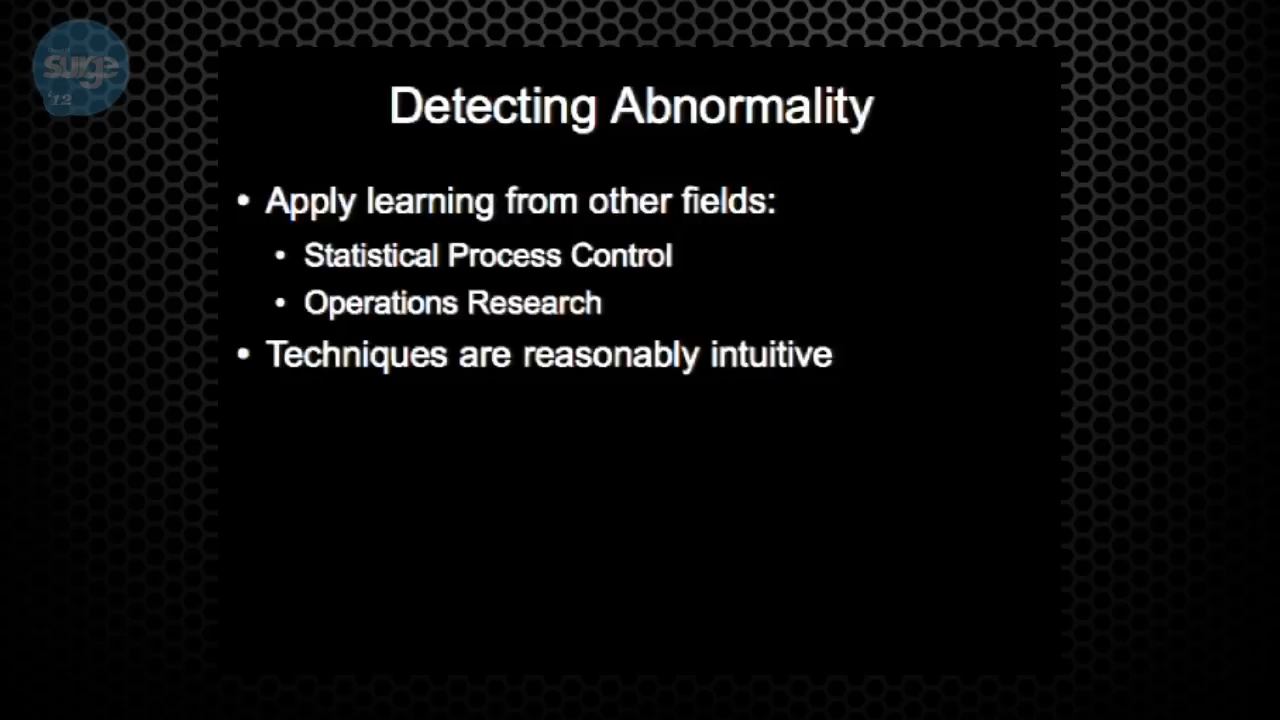 surge
'12
Detecting Abnormality
• Apply learning from other fields:
• Statistical Process Control
• Operations Research
• Techniques are reasonably intuitive